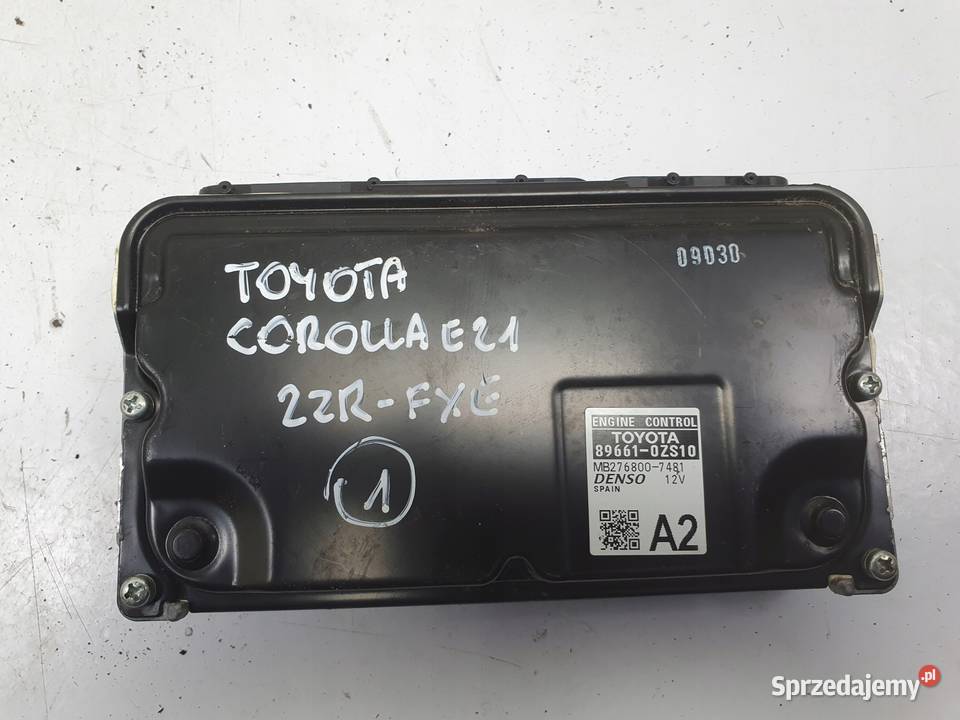 09D30
TOYOTA
COROLLA E21
2ZR-FXE
1
ENGINE CONTROL
TOYOTA
89661-0ZS10
MB276800-7481
DENSO 12V
SPAIN
A2
Sprzedajemy.pl